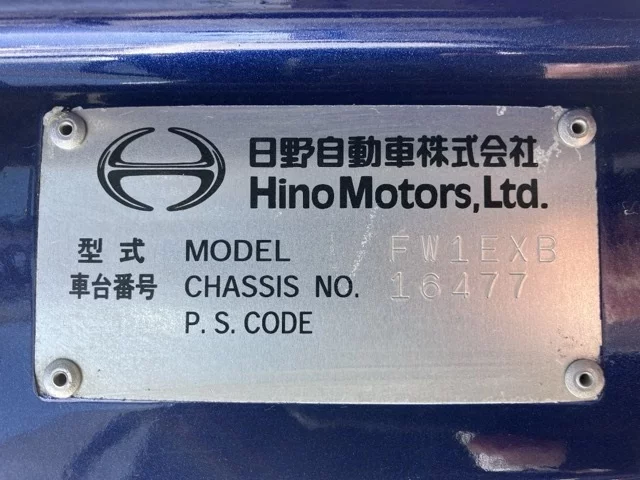 日野自動車株式会社
Hino Motors, Ltd.
型式 MODEL FW1EXB
車台番号 CHASSIS NO. 16477
P. S. CODE